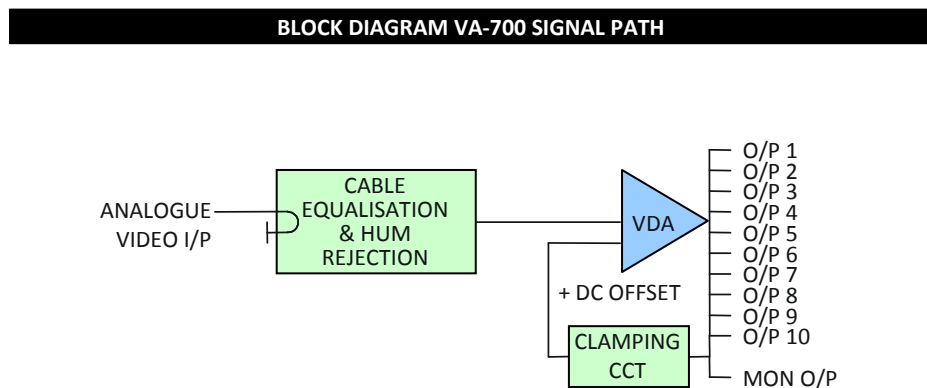 BLOCK DIAGRAM VA-700 SIGNAL PATH
ANALOGUE
VIDEO I/P
CABLE
EQUALISATION
& HUM
REJECTION
VDA
+ DC OFFSET
CLAMPING
CCT
O/P 1
O/P 2
O/P 3
O/P 4
O/P 5
O/P 6
O/P 7
O/P 8
O/P 9
O/P 10
MON O/P